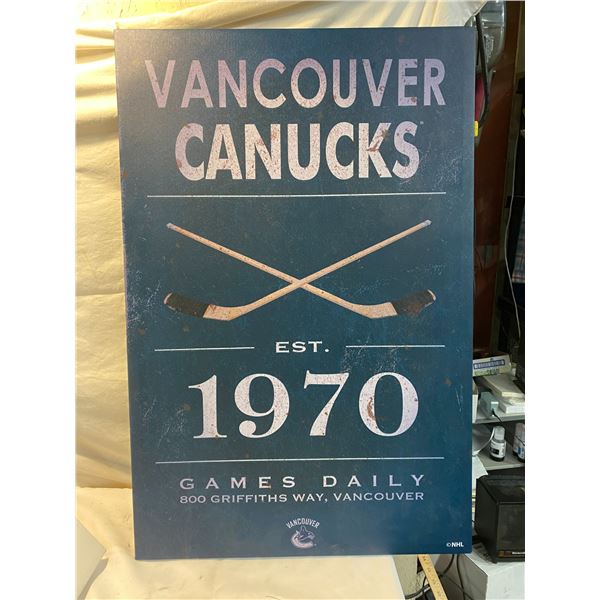 VANCOUVER
CANUCKS
EST.
1970
GAMES DAILY
800 GRIFFITHS WAY, VANCOUVER
VANCOUVER
©NHL